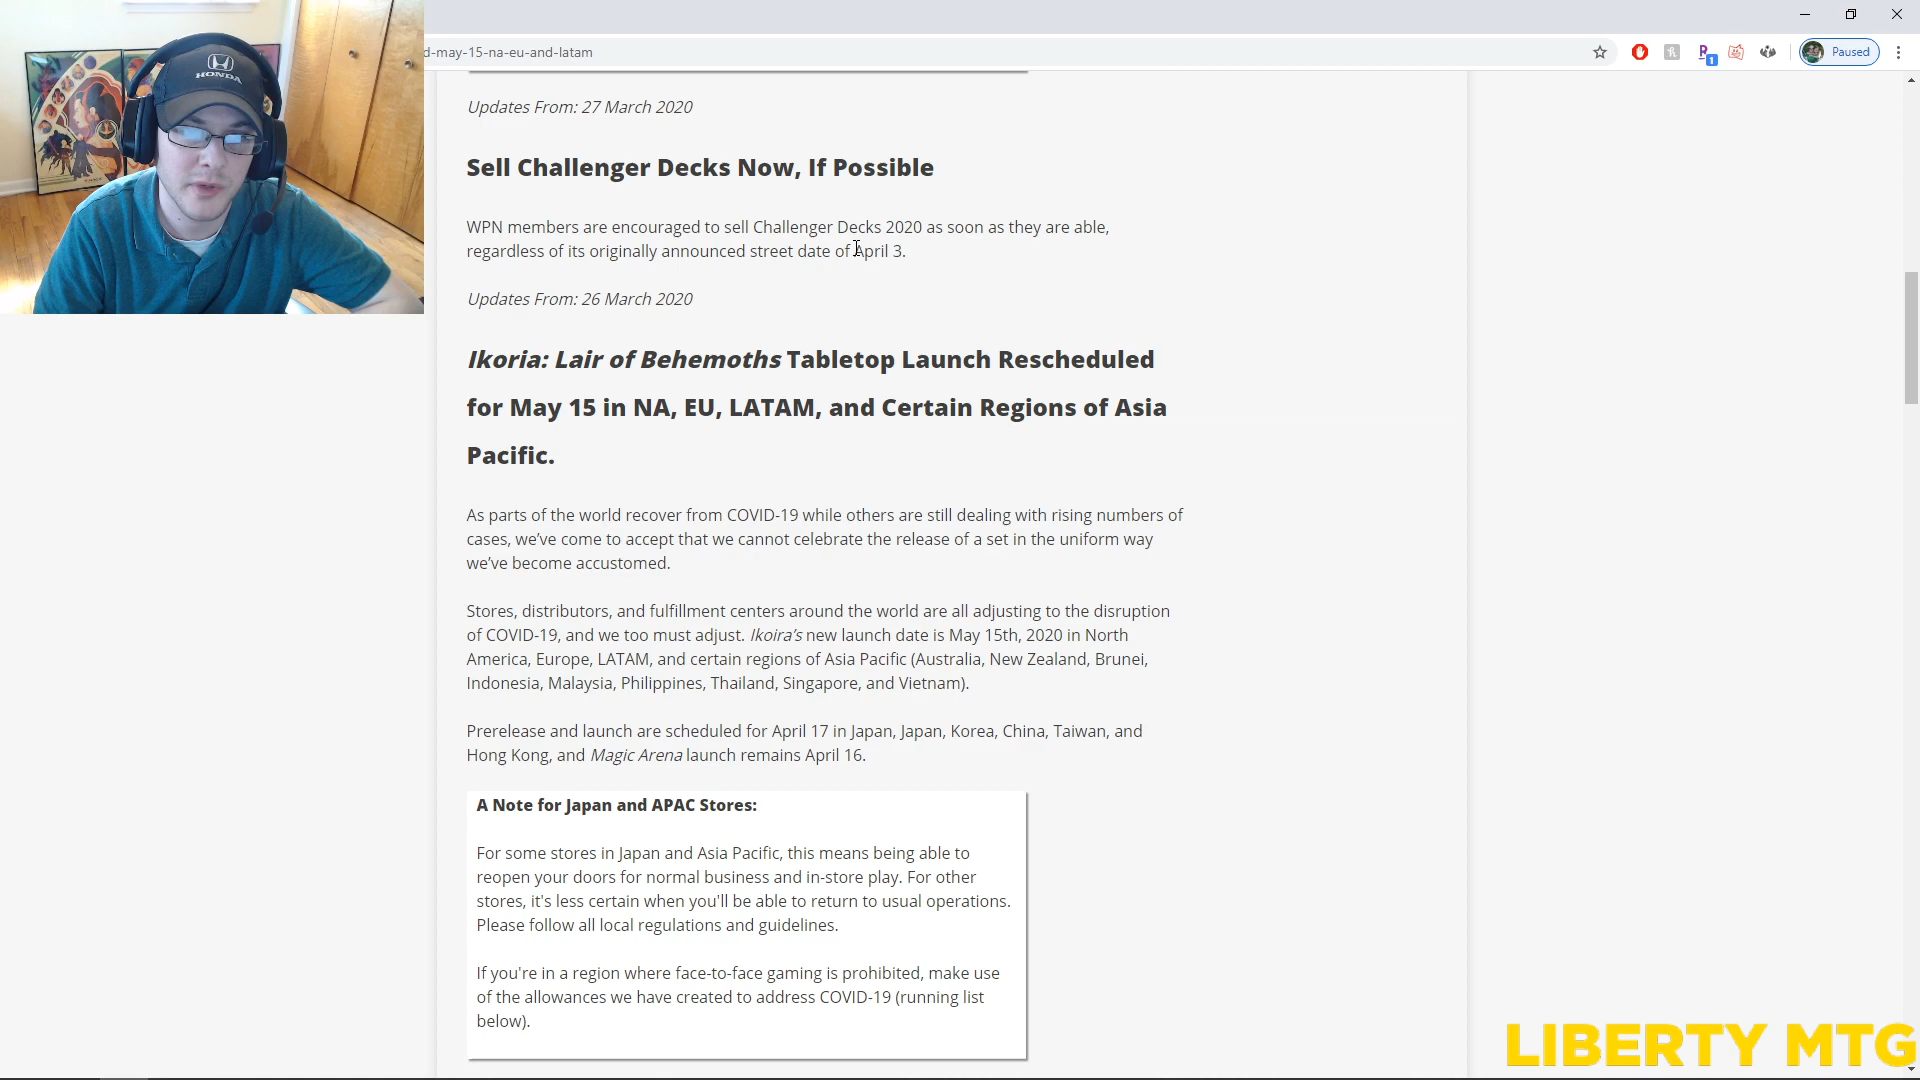 HONDA
d-may-15-na-eu-and-latam
1
Paused
Updates From: 27 March 2020
Sell Challenger Decks Now, If Possible
WPN members are encouraged to sell Challenger Decks 2020 as soon as they are able,
regardless of its originally announced street date of April 3.
Updates From: 26 March 2020
Ikoria: Lair of Behemoths Tabletop Launch Rescheduled
for May 15 in NA, EU, LATAM, and Certain Regions of Asia
Pacific.
As parts of the world recover from COVID-19 while others are still dealing with rising numbers of
cases, we’ve come to accept that we cannot celebrate the release of a set in the uniform way
we’ve become accustomed.
Stores, distributors, and fulfillment centers around the world are all adjusting to the disruption
of COVID-19, and we too must adjust. Ikoira’s new launch date is May 15th, 2020 in North
America, Europe, LATAM, and certain regions of Asia Pacific (Australia, New Zealand, Brunei,
Indonesia, Malaysia, Philippines, Thailand, Singapore, and Vietnam).
Prerelease and launch are scheduled for April 17 in Japan, Japan, Korea, China, Taiwan, and
Hong Kong, and Magic Arena launch remains April 16.
A Note for Japan and APAC Stores:
For some stores in Japan and Asia Pacific, this means being able to
reopen your doors for normal business and in-store play. For other
stores, it's less certain when you'll be able to return to usual operations.
Please follow all local regulations and guidelines.
If you're in a region where face-to-face gaming is prohibited, make use
of the allowances we have created to address COVID-19 (running list
below).
LIBERTY MTG